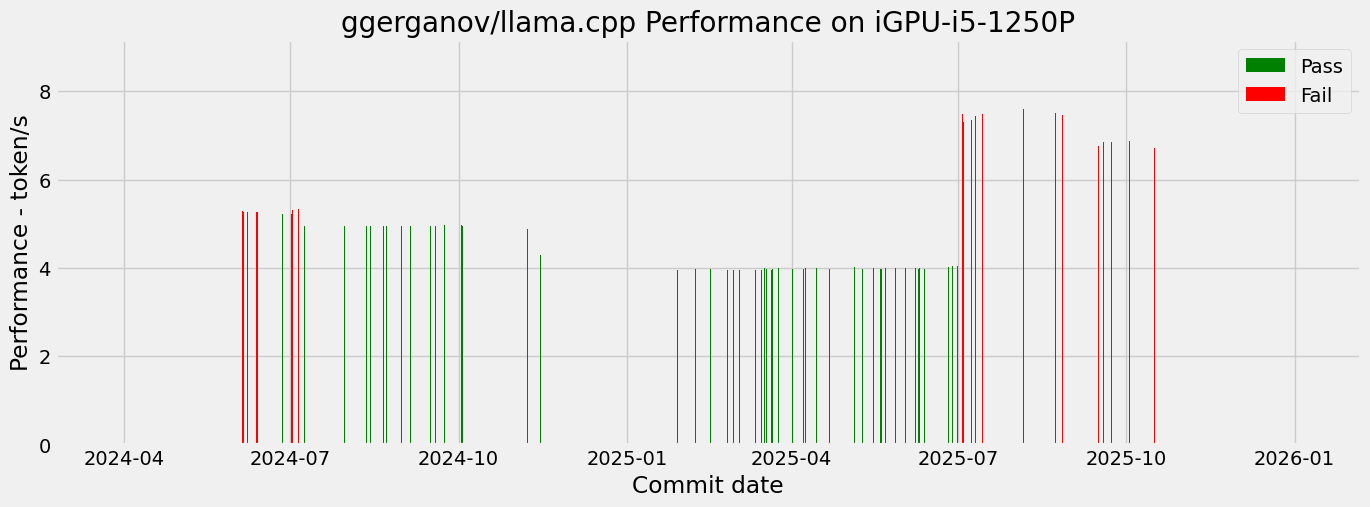 ggerganov/llama.cpp Performance on iGPU-i5-1250P
Pass
Fail
Performance - token/s
8
6
4
2
0
2024-04
2024-07
2024-10
2025-01
2025-04
2025-07
2025-10
2026-01
Commit date